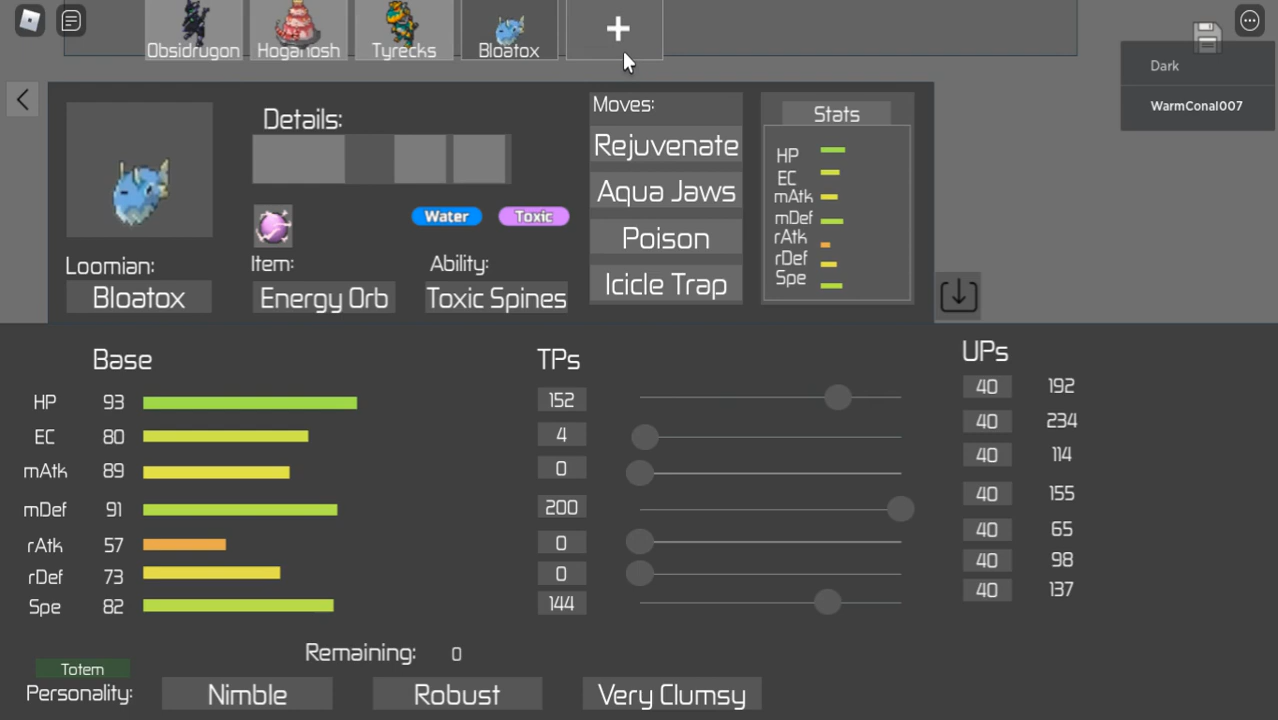 Obsidrugon
Hoganosh
Tyrecks
Bloatox
+
Dark
WarmConal007
Details:
Moves:
Stats
Rejuvenate
Aqua Jaws
Poison
Icicle Trap
HP
EC
mAtk
mDef
rAtk
rDef
Spe
Water
Toxic
Loomian:
Item:
Ability:
Bloatox
Energy Orb
Toxic Spines
Base
TPs
UPs
HP 93 152 40 192
EC 80 4 40 234
mAtk 89 0 40 114
mDef 91 200 40 155
rAtk 57 0 40 65
rDef 73 0 40 98
Spe 82 144 40 137
Remaining: 0
Totem
Personality: Nimble Robust Very Clumsy